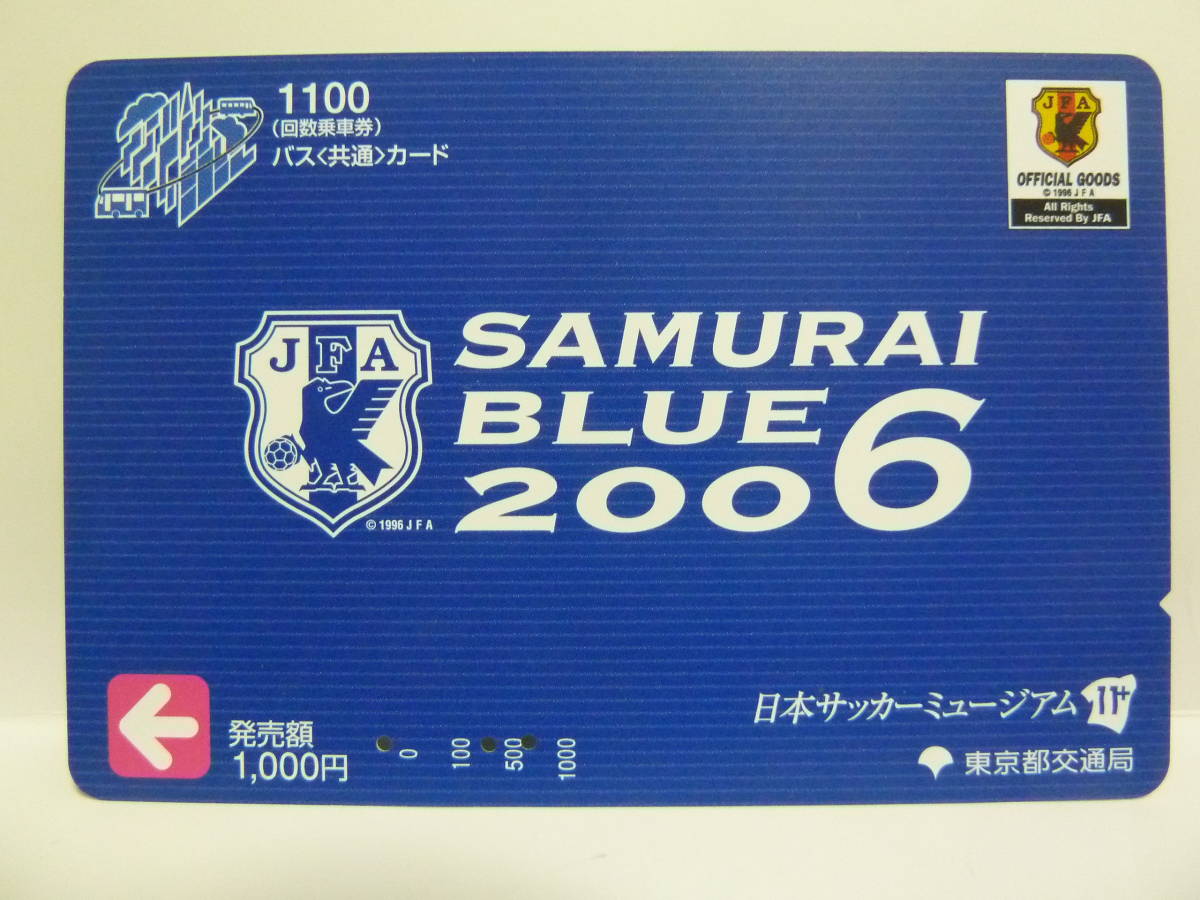 1100
(回数乗車券)
バス<共通>カード
JFA
OFFICIAL GOODS
© 1996 J F A
All Rights
Reserved By JFA
JFA
© 1996 J F A
SAMURAI
BLUE
2006
日本サッカーミュージアム 11+
発売額
1,000円
0 100 500 1000
東京都交通局